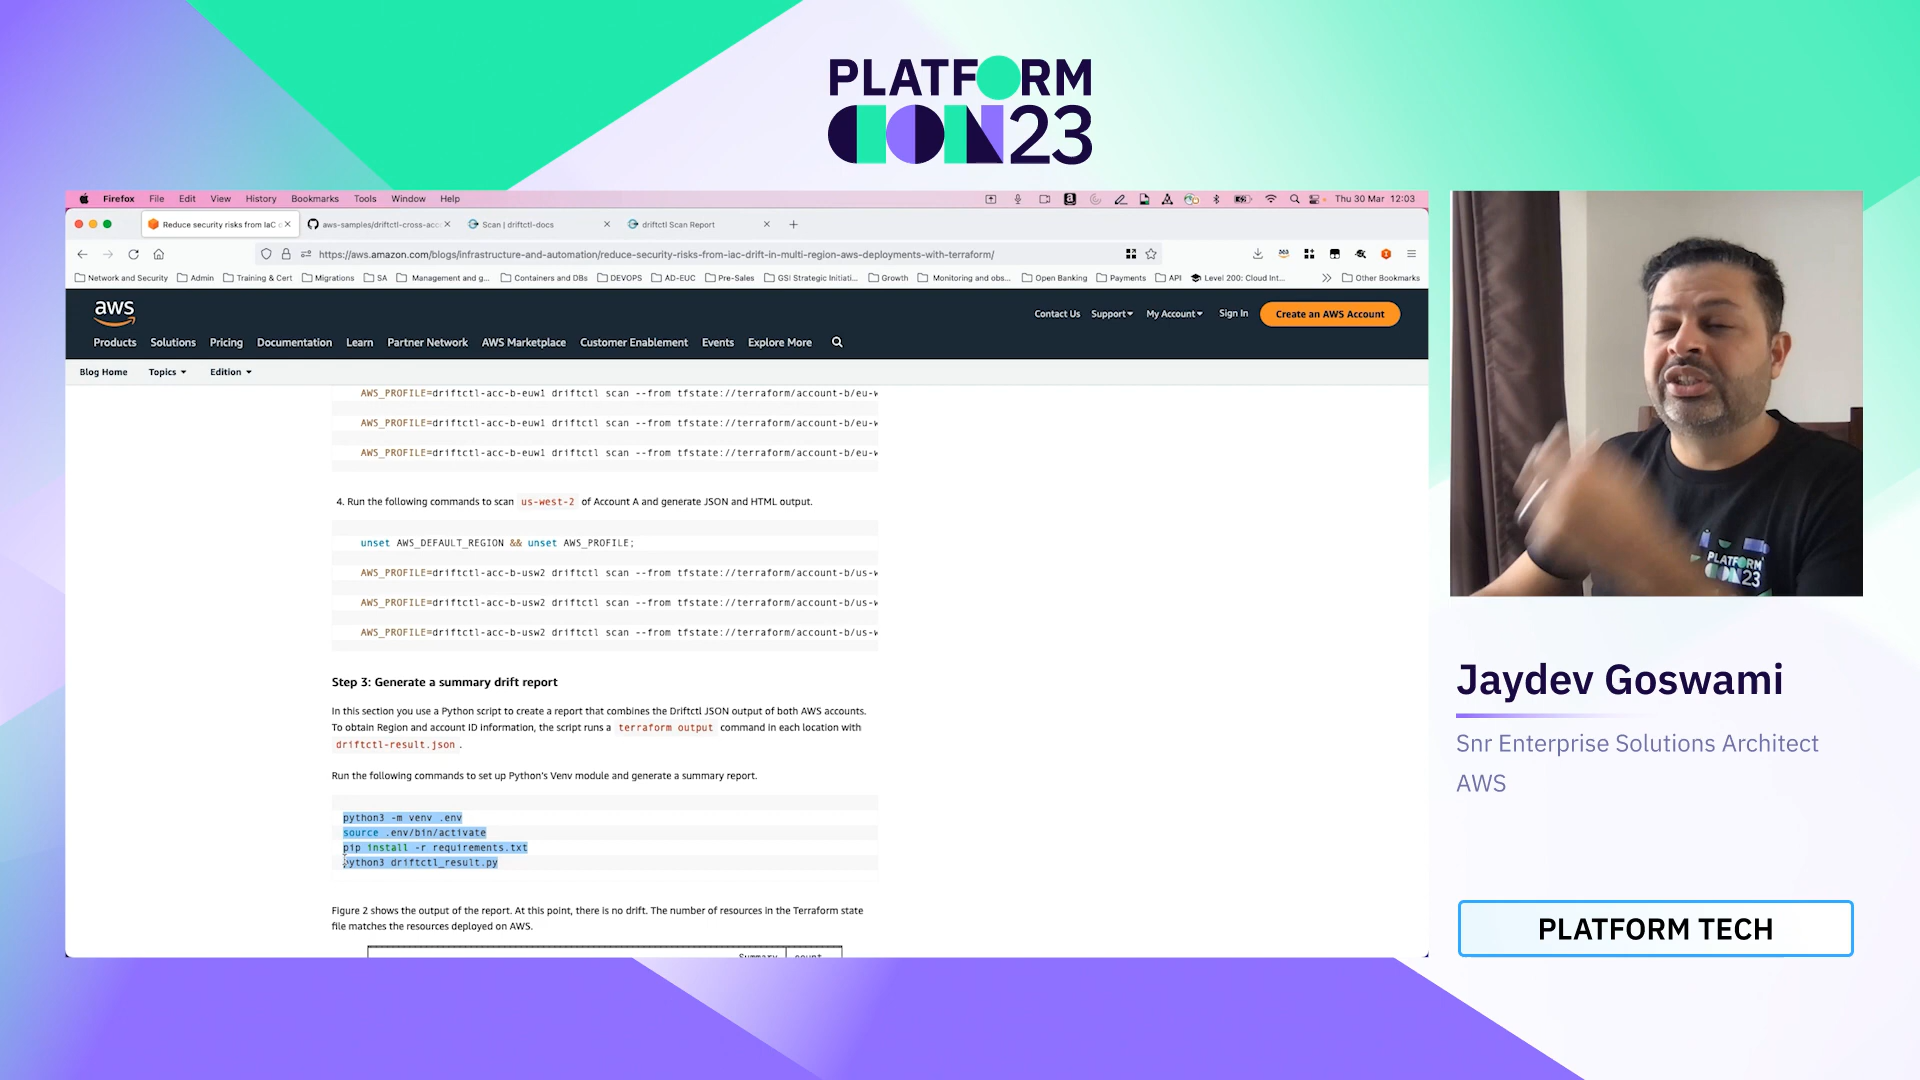 PLATFORM
CON23
Firefox File Edit View History Bookmarks Tools Window Help
Thu 30 Mar 12:03
Reduce security risks from IaC
aws-samples/driftctl-cross-acc
Scan | driftctl-docs
driftctl Scan Report
https://aws.amazon.com/blogs/infrastructure-and-automation/reduce-security-risks-from-iac-drift-in-multi-region-aws-deployments-with-terraform/
Network and Security Admin Training & Cert Migrations SA Management and g... Containers and DBs DEVOPS AD-EUC Pre-Sales GSI Strategic Initiati... Growth Monitoring and obs... Open Banking Payments API Level 200: Cloud Int... Other Bookmarks
aws
Contact Us Support My Account Sign In Create an AWS Account
Products Solutions Pricing Documentation Learn Partner Network AWS Marketplace Customer Enablement Events Explore More
Blog Home Topics Edition
AWS_PROFILE=driftctl-acc-b-euw1 driftctl scan --from tfstate://terraform/account-b/eu-w
AWS_PROFILE=driftctl-acc-b-euw1 driftctl scan --from tfstate://terraform/account-b/eu-w
AWS_PROFILE=driftctl-acc-b-euw1 driftctl scan --from tfstate://terraform/account-b/eu-w
4. Run the following commands to scan us-west-2 of Account A and generate JSON and HTML output.
unset AWS_DEFAULT_REGION && unset AWS_PROFILE;
AWS_PROFILE=driftctl-acc-b-usw2 driftctl scan --from tfstate://terraform/account-b/us-w
AWS_PROFILE=driftctl-acc-b-usw2 driftctl scan --from tfstate://terraform/account-b/us-w
AWS_PROFILE=driftctl-acc-b-usw2 driftctl scan --from tfstate://terraform/account-b/us-w
Step 3: Generate a summary drift report
In this section you use a Python script to create a report that combines the Driftctl JSON output of both AWS accounts.
To obtain Region and account ID information, the script runs a terraform output command in each location with
driftctl-result.json .
Run the following commands to set up Python's Venv module and generate a summary report.
python3 -m venv .env
source .env/bin/activate
pip install -r requirements.txt
python3 driftctl_result.py
Figure 2 shows the output of the report. At this point, there is no drift. The number of resources in the Terraform state
file matches the resources deployed on AWS.
Summary count
PLATFORM
CON23
Jaydev Goswami
Snr Enterprise Solutions Architect
AWS
PLATFORM TECH